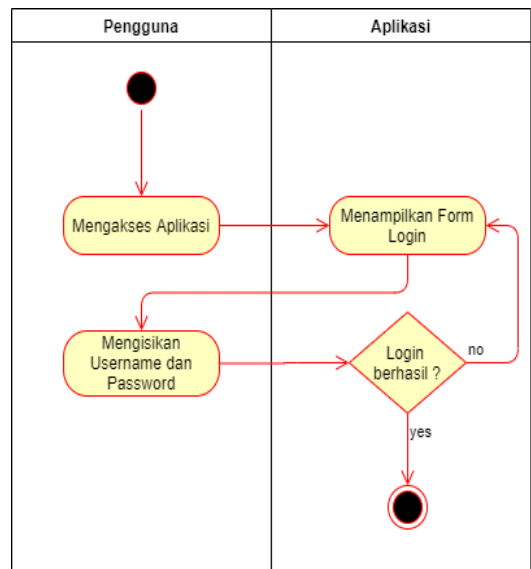 Pengguna
Aplikasi
Mengakses Aplikasi
Menampilkan Form
Login
Mengisikan
Username dan
Password
Login
berhasil ?
no
yes